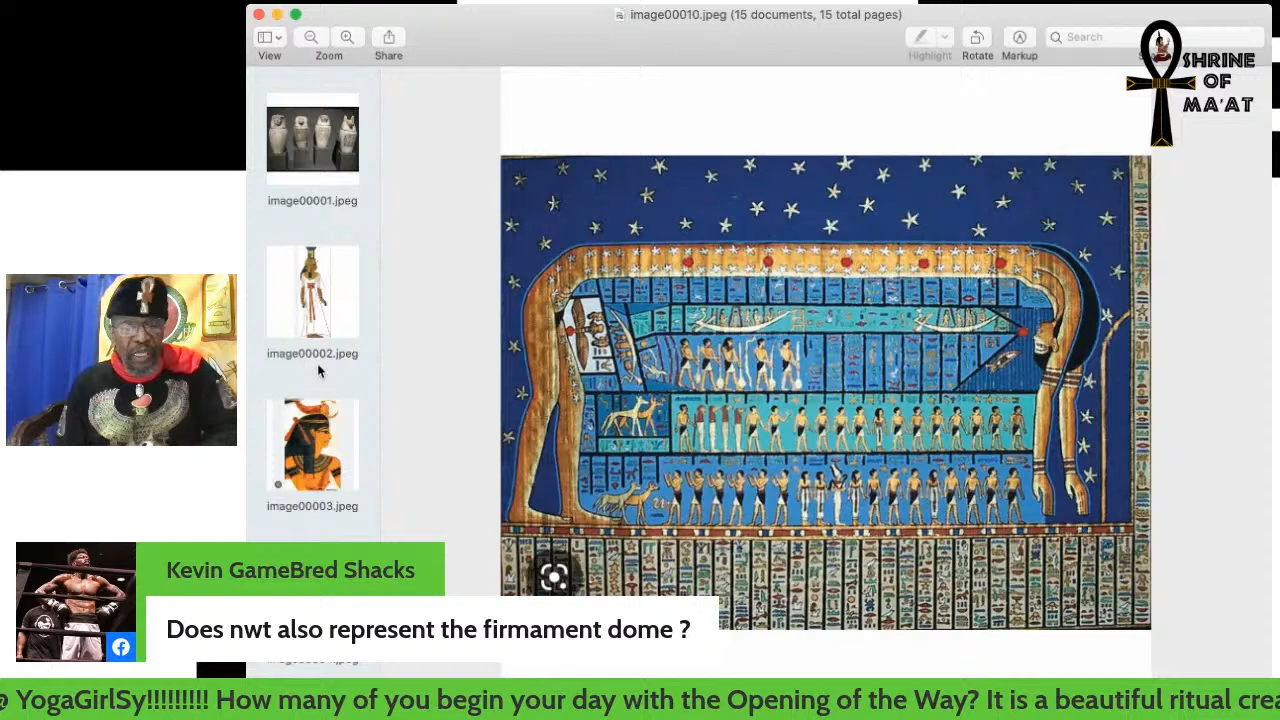 image00010.jpeg (15 documents, 15 total pages)
View
Zoom
Share
Highlight
Rotate
Markup
Search
SHRINE
OF
MA'AT
image00001.jpeg
image00002.jpeg
image00003.jpeg
Kevin GameBred Shacks
Does nwt also represent the firmament dome ?
@ YogaGirlSy!!!!!!!!! How many of you begin your day with the Opening of the Way? It is a beautiful ritual